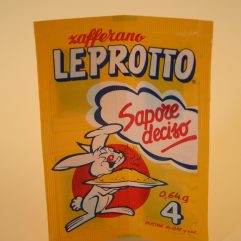 zafferano
LEPROTTO
Sapore
deciso
0,64g
4